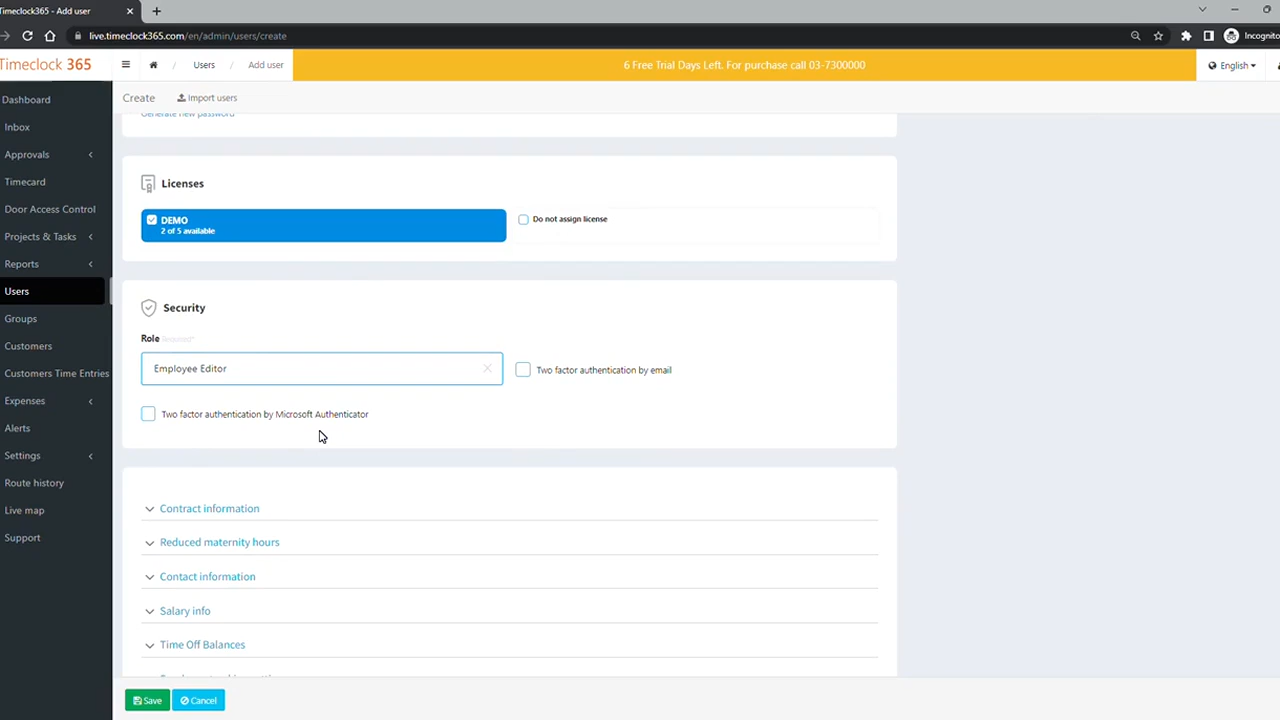 Timeclock365 - Add user
live.timeclock365.com/en/admin/users/create
Incognito
Timeclock 365
Users
Add user
6 Free Trial Days Left. For purchase call 03-7300000
English
Create
Import users
Generate new password
Dashboard
Inbox
Approvals
Timecard
Door Access Control
Projects & Tasks
Reports
Users
Groups
Customers
Customers Time Entries
Expenses
Alerts
Settings
Route history
Live map
Support
Licenses
DEMO
2 of 5 available
Do not assign license
Security
Role
Employee Editor
Two factor authentication by email
Two factor authentication by Microsoft Authenticator
Contract information
Reduced maternity hours
Contact information
Salary info
Time Off Balances
Save
Cancel